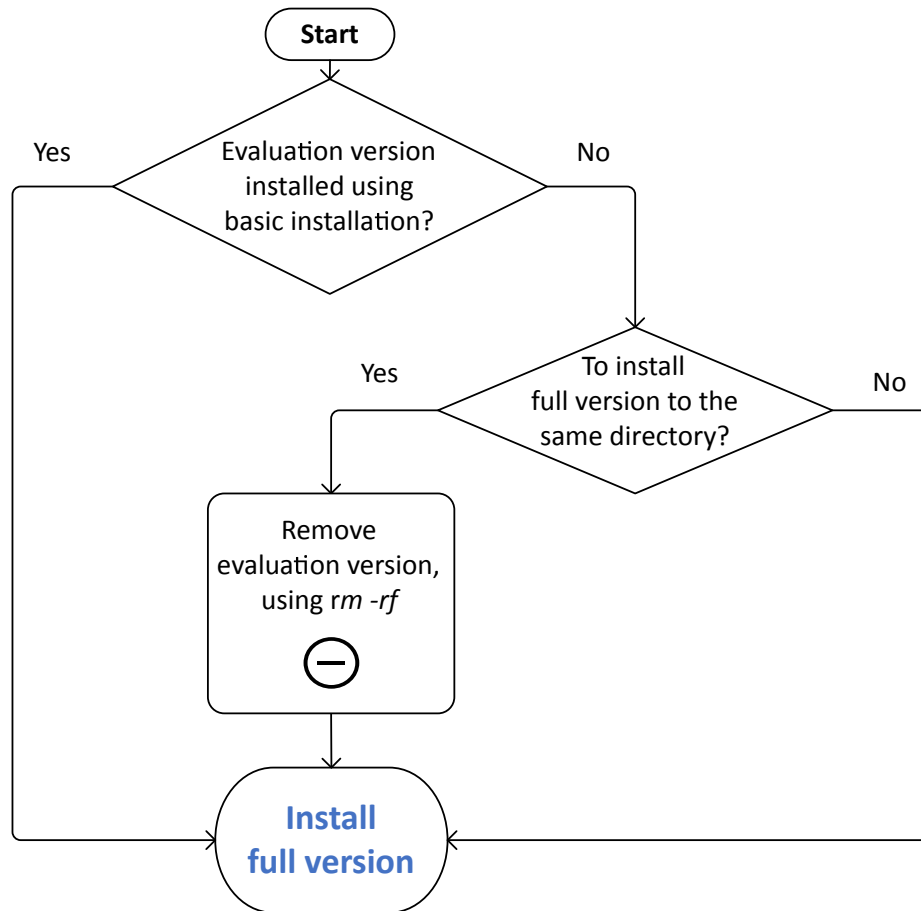 Start
Yes
Evaluation version
installed using
basic installation?
No
Yes
To install
full version to the
same directory?
No
Remove
evaluation version,
using rm -rf
Install
full version